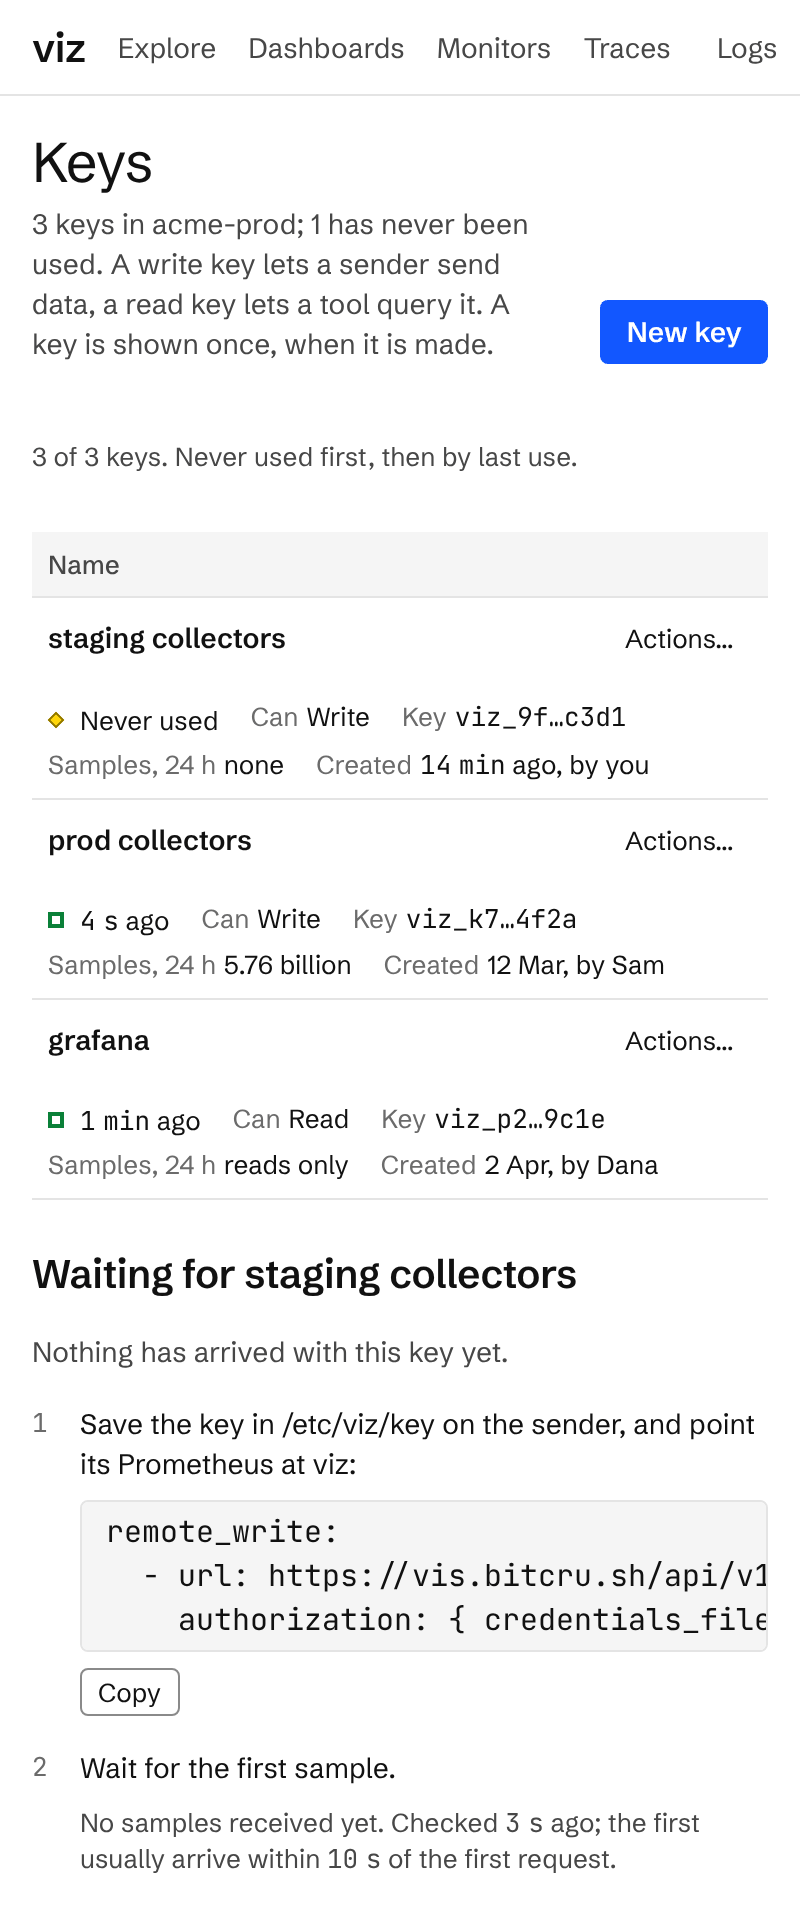 viz Explore Dashboards Monitors Traces Logs
Keys
3 keys in acme-prod; 1 has never been
used. A write key lets a sender send
data, a read key lets a tool query it. A
key is shown once, when it is made.
New key
3 of 3 keys. Never used first, then by last use.
Name
staging collectors Actions…
Never used Can Write Key viz_9f…c3d1
Samples, 24 h none Created 14 min ago, by you
prod collectors Actions…
4 s ago Can Write Key viz_k7…4f2a
Samples, 24 h 5.76 billion Created 12 Mar, by Sam
grafana Actions…
1 min ago Can Read Key viz_p2…9c1e
Samples, 24 h reads only Created 2 Apr, by Dana
Waiting for staging collectors
Nothing has arrived with this key yet.
1 Save the key in /etc/viz/key on the sender, and point
its Prometheus at viz:
remote_write:
- url: https://vis.bitcru.sh/api/v1
authorization: { credentials_file
Copy
2 Wait for the first sample.
No samples received yet. Checked 3 s ago; the first
usually arrive within 10 s of the first request.